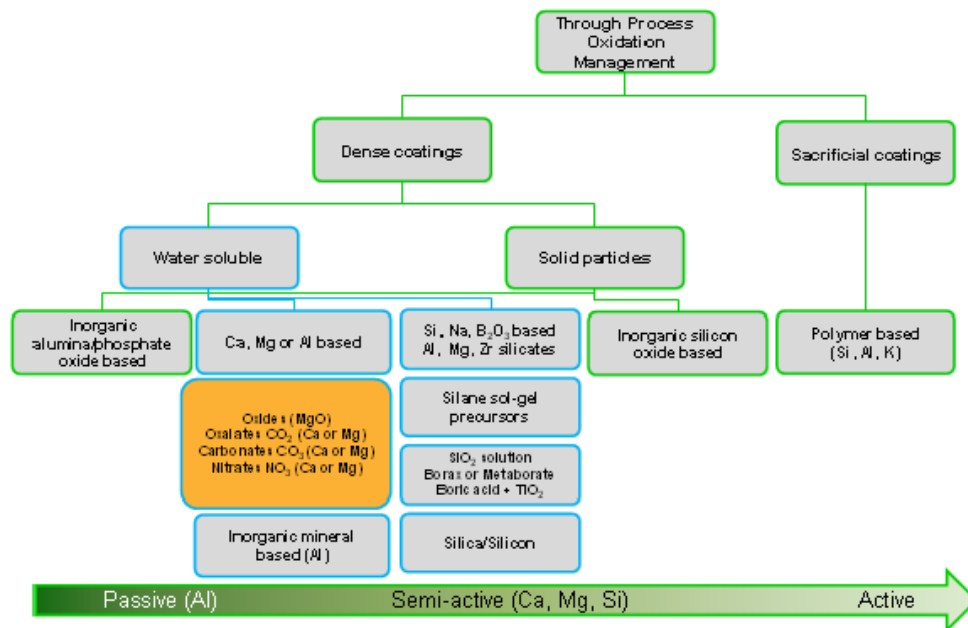 Through Process
Oxidation
Management
Dense coatings
Sacrificial coatings
Water soluble
Solid particles
Inorganic
alumina/phosphate
oxide based
Ca, Mg or Al based
Si, Na, B₂O₃ based
Al, Mg, Zr silicates
Inorganic silicon
oxide based
Polymer based
(Si, Al, K)
Oxides (MgO)
Oxalates CO₂ (Ca or Mg)
Carbonates CO₃ (Ca or Mg)
Nitrates NO₃ (Ca or Mg)
Silane sol-gel
precursors
SiO₂ solution
Borax or Metaborate
Boric acid + TiO₂
Inorganic mineral
based (Al)
Silica/Silicon
Passive (Al)
Semi-active (Ca, Mg, Si)
Active